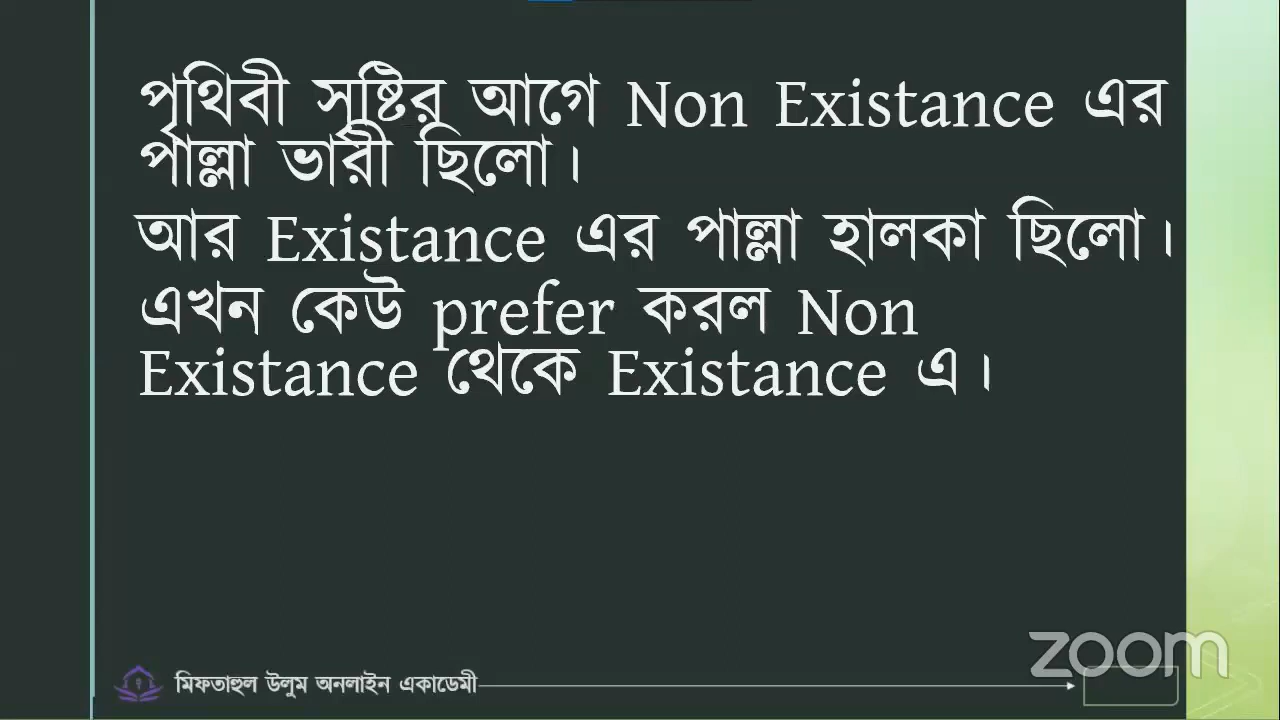 পৃথিবী সৃষ্টির আগে Non Existance এর
পাল্লা ভারী ছিলো।
আর Existance এর পাল্লা হালকা ছিলো।
এখন কেউ prefer করল Non
Existance থেকে Existance এ।
zoom
মিফতাহুল উলুম অনলাইন একাডেমী